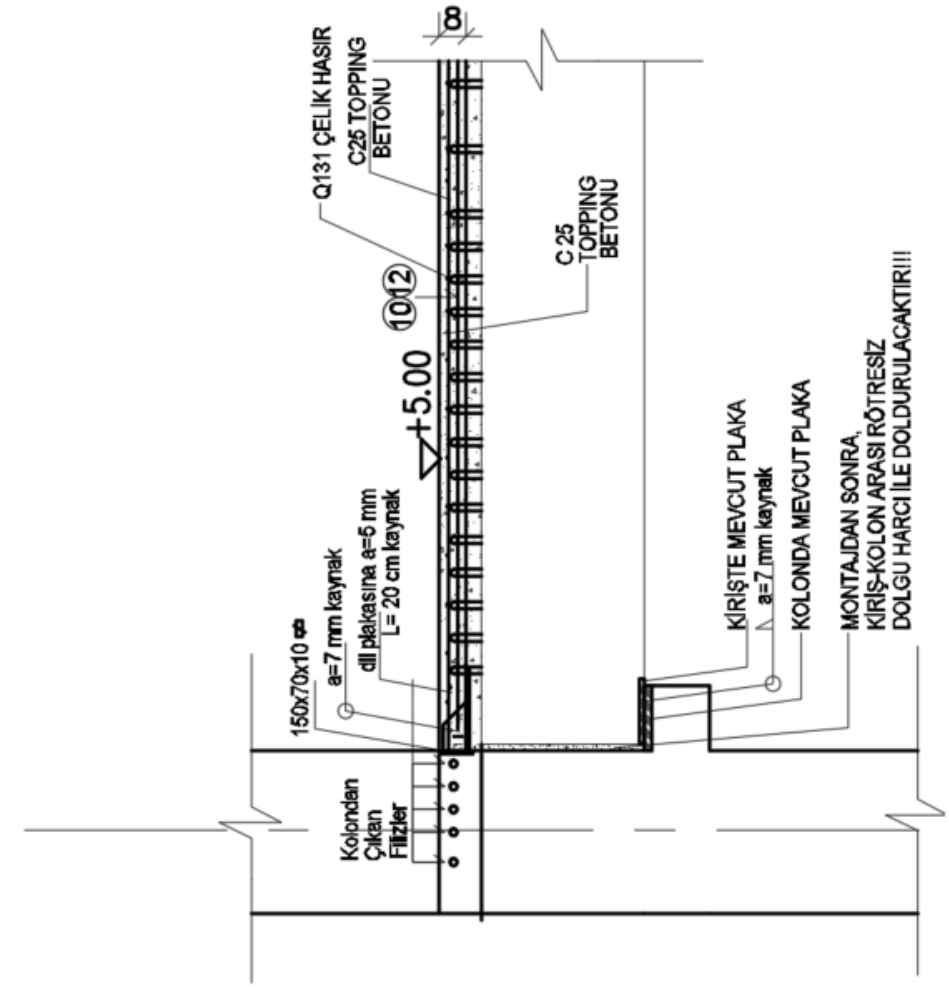 8
Q131 ÇELİK HASIR
C25 TOPPING
BETONU
10 12
C 25
TOPPING
BETONU
+5.00
150x70x10
a=7 mm kaynak
dil plakasına a=5 mm
L= 20 cm kaynak
Kolondan
Çıkan
Filizler
KİRİŞTE MEVCUT PLAKA
a=7 mm kaynak
KOLONDA MEVCUT PLAKA
MONTAJDAN SONRA,
KİRİŞ-KOLON ARASI RÖTRESİZ
DOLGU HARCI İLE DOLDURULACAKTIR!!!